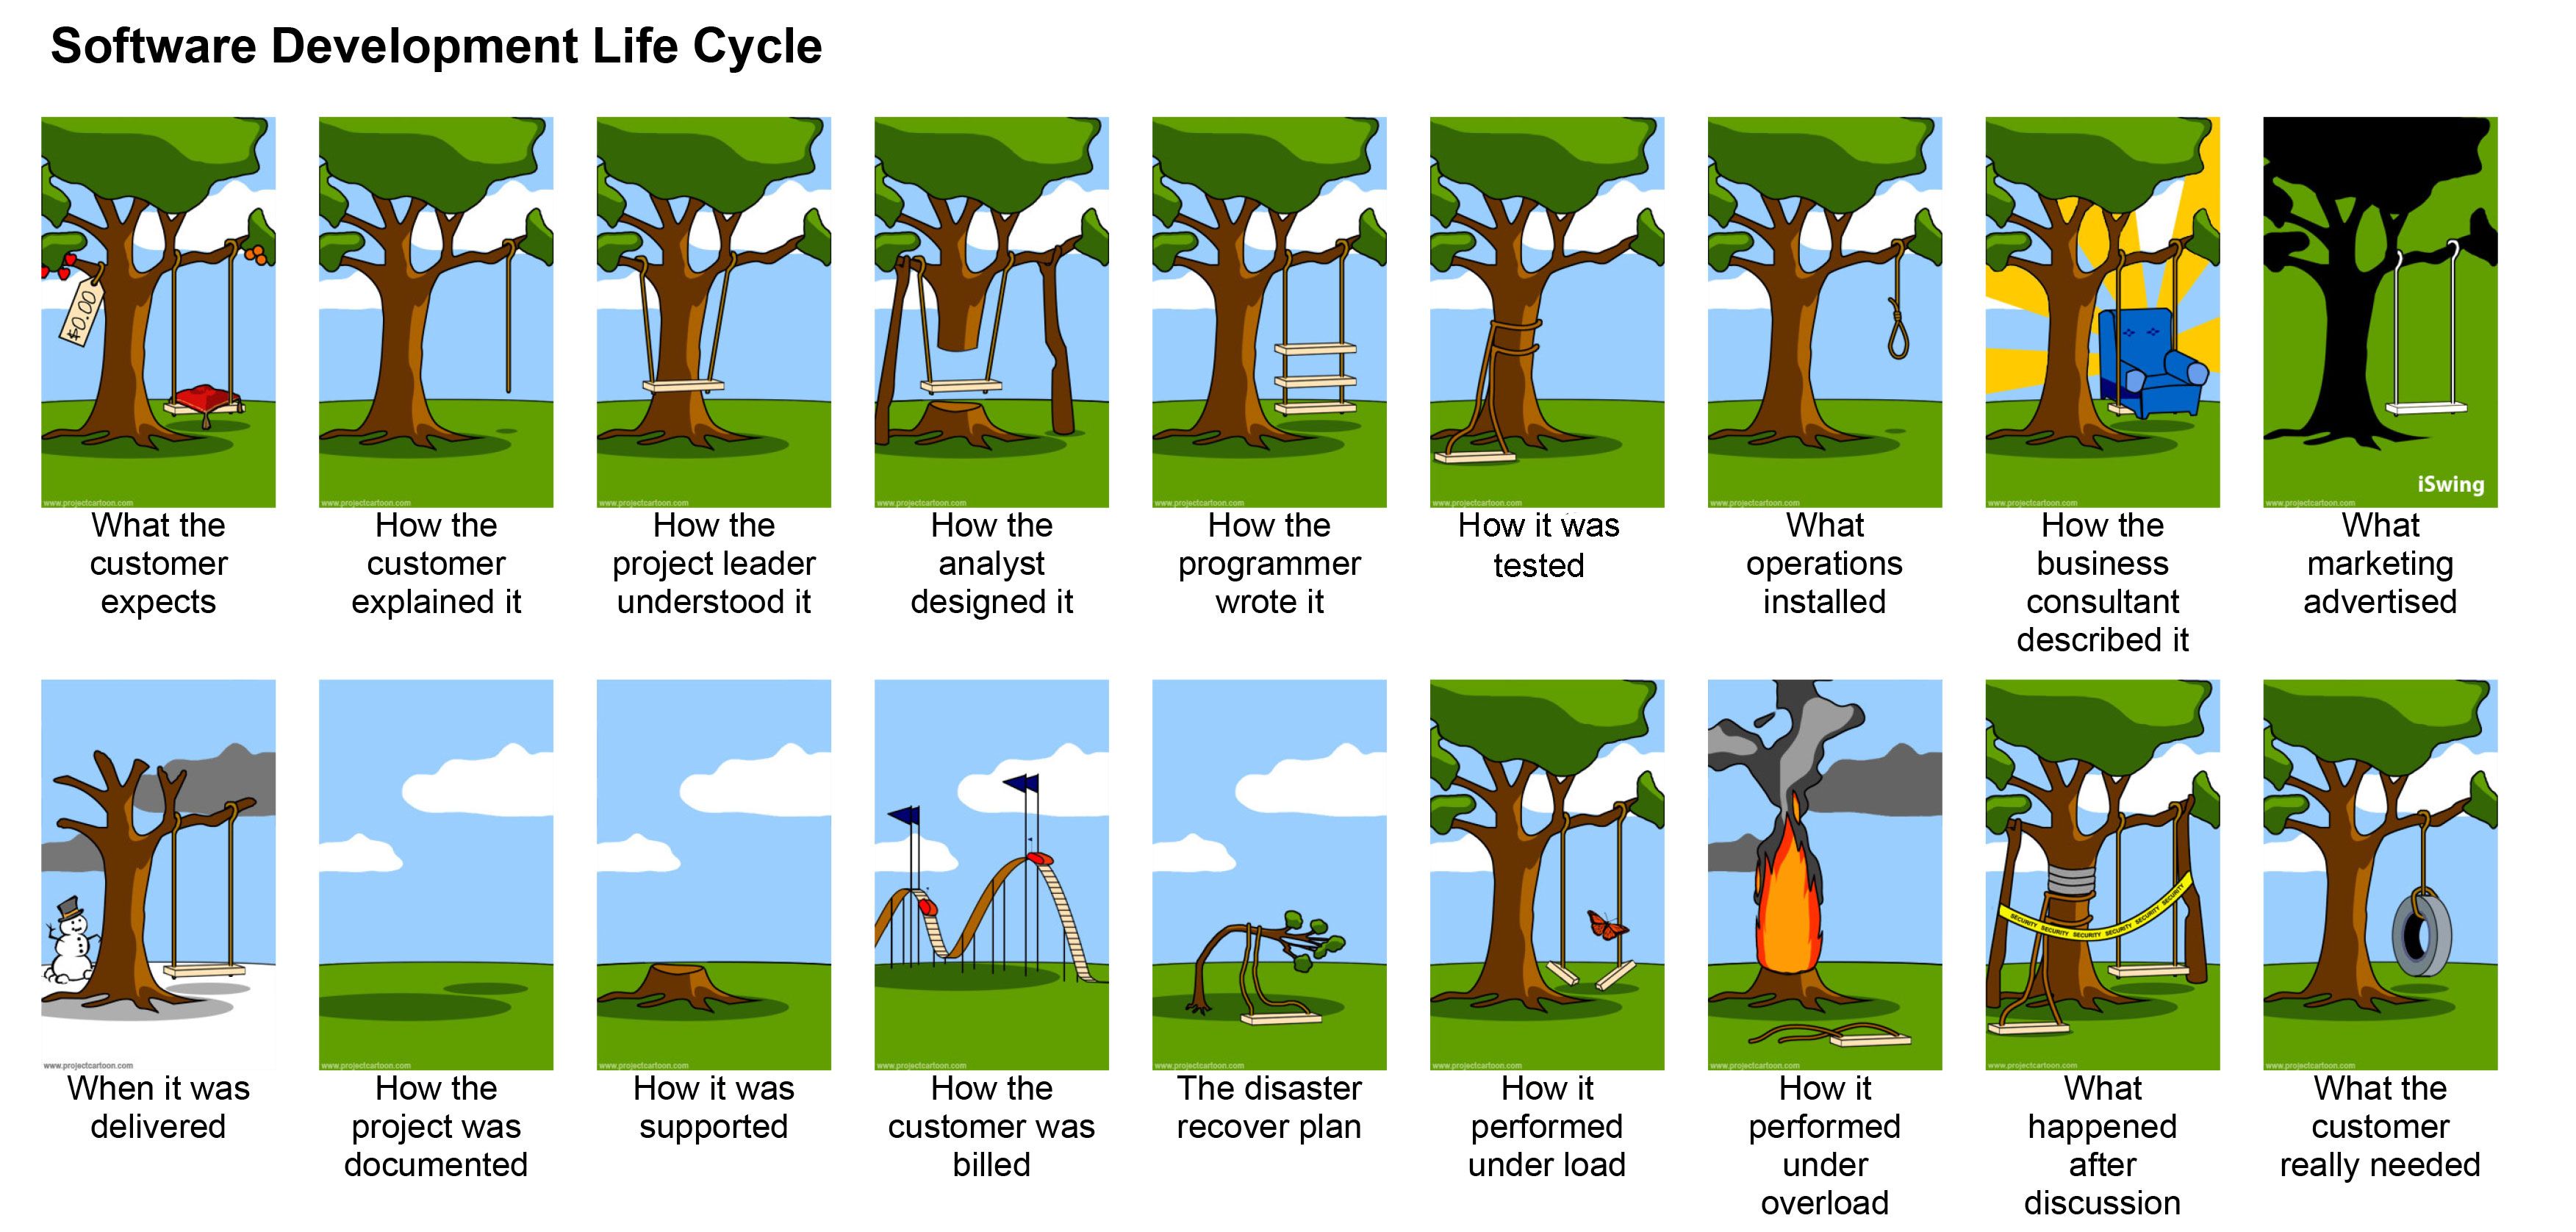 Software Development Life Cycle
$0.00
iSwing
www.projectcartoon.com
www.projectcartoon.com
www.projectcartoon.com
www.projectcartoon.com
www.projectcartoon.com
www.projectcartoon.com
www.projectcartoon.com
www.projectcartoon.com
www.projectcartoon.com
What the
customer
expects
How the
customer
explained it
How the
project leader
understood it
How the
analyst
designed it
How the
programmer
wrote it
How it was
tested
What
operations
installed
How the
business
consultant
described it
What
marketing
advertised
SECURITY SECURITY SECURITY SECURITY SECURITY SECURITY
www.projectcartoon.com
www.projectcartoon.com
www.projectcartoon.com
www.projectcartoon.com
www.projectcartoon.com
www.projectcartoon.com
www.projectcartoon.com
www.projectcartoon.com
www.projectcartoon.com
When it was
delivered
How the
project was
documented
How it was
supported
How the
customer was
billed
The disaster
recover plan
How it
performed
under load
How it
performed
under
overload
What
happened
after
discussion
What the
customer
really needed